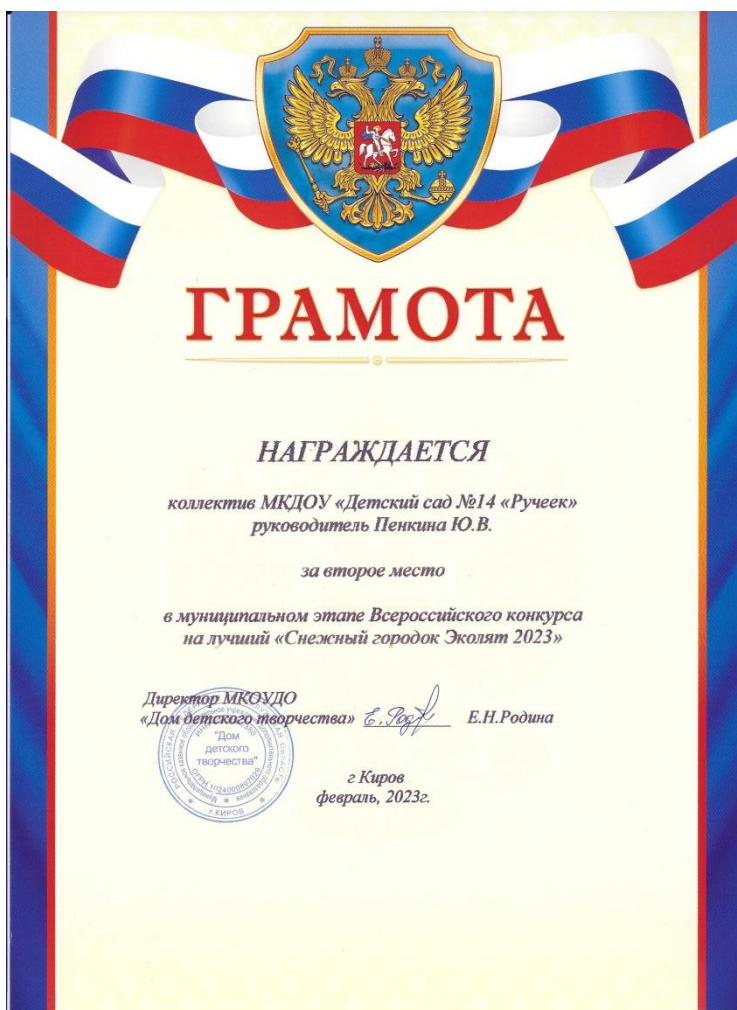 ГРАМОТА
НАГРАЖДАЕТСЯ
коллектив МКДОУ «Детский сад №14 «Ручеек»
руководитель Пенкина Ю.В.
за второе место
в муниципальном этапе Всероссийского конкурса
на лучший «Снежный городок Эколят 2023»
Директор МКОУДО
«Дом детского творчества» Е.Н.Родина
"Дом
детского
творчества"
г.КИРОВ
г Киров
февраль, 2023г.